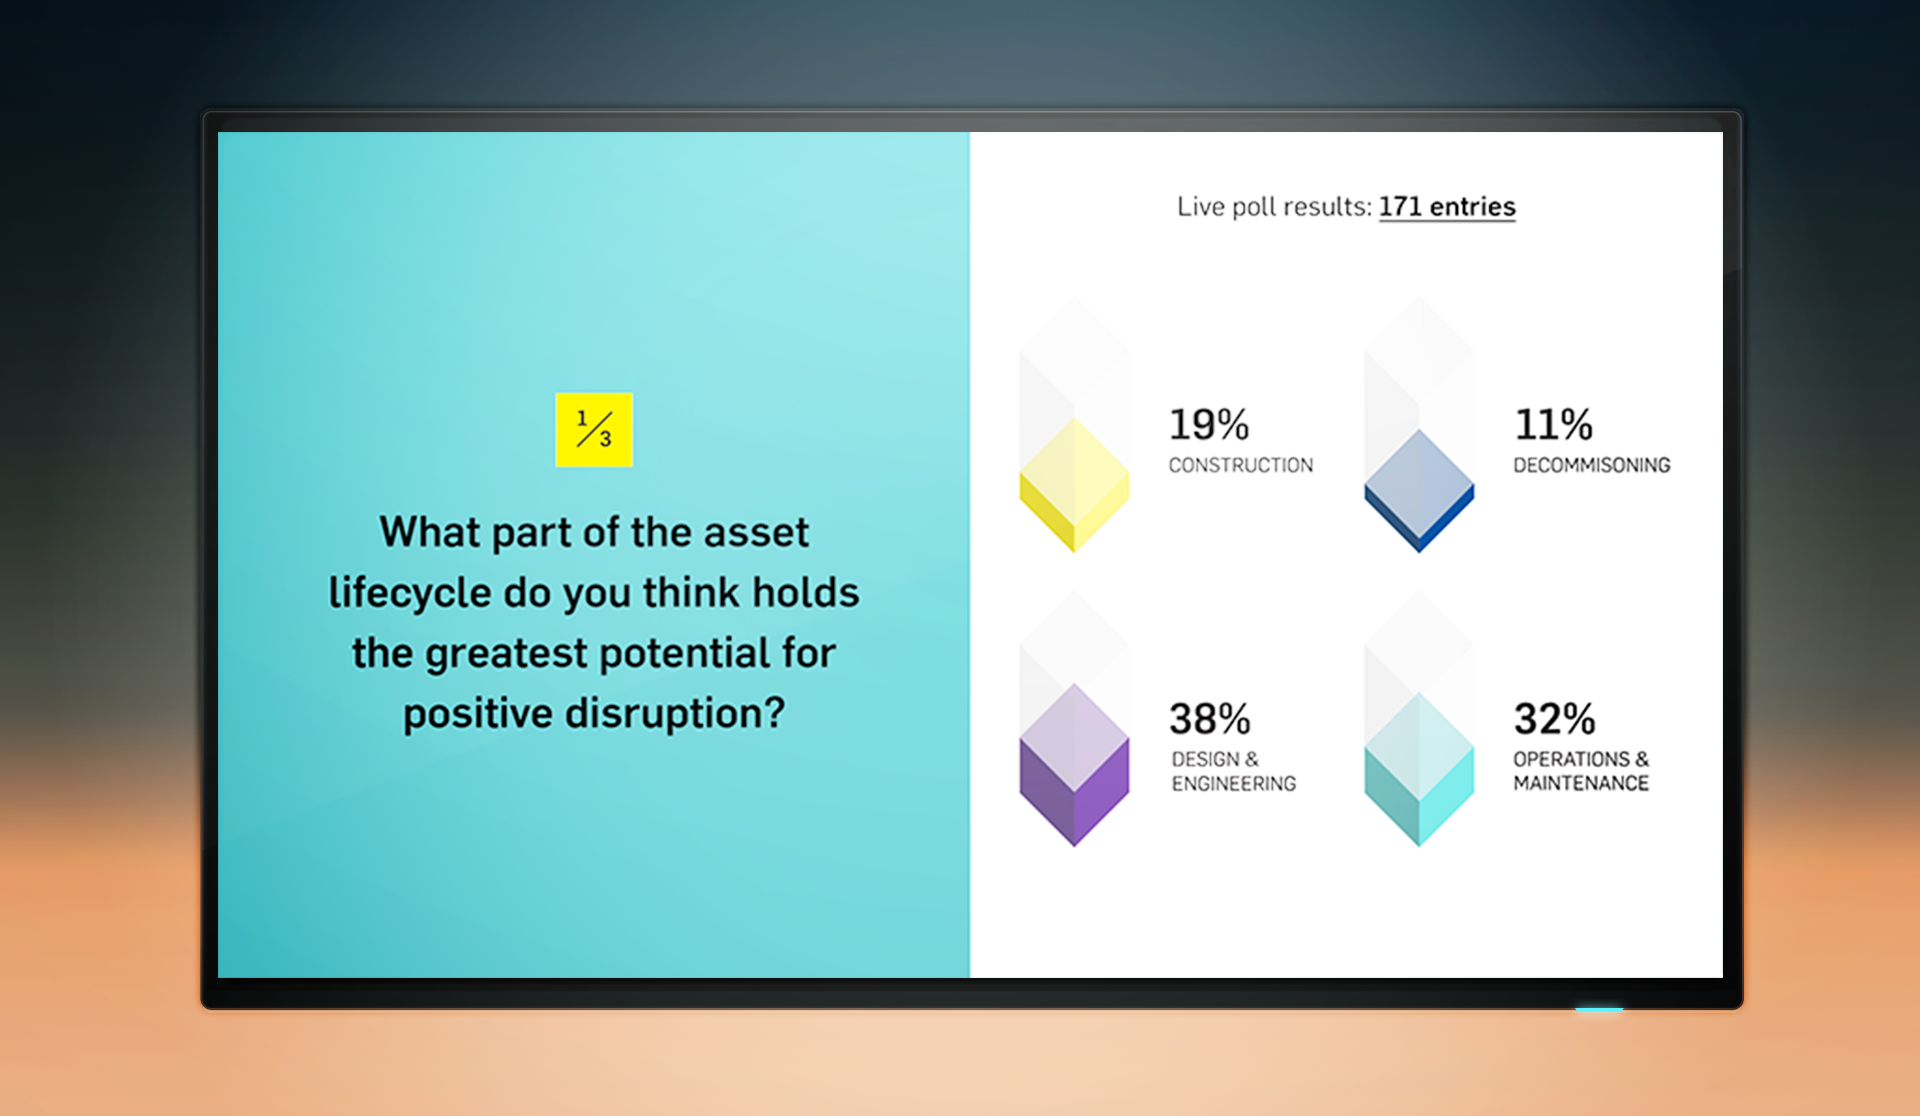 1/3
What part of the asset
lifecycle do you think holds
the greatest potential for
positive disruption?
Live poll results: 171 entries
19%
CONSTRUCTION
11%
DECOMMISONING
38%
DESIGN &
ENGINEERING
32%
OPERATIONS &
MAINTENANCE